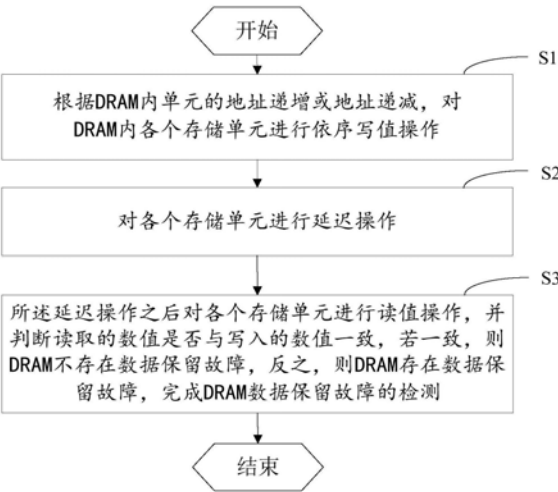 开始
S1
根据DRAM内单元的地址递增或地址递减，对
DRAM内各个存储单元进行依序写值操作
S2
对各个存储单元进行延迟操作
S3
所述延迟操作之后对各个存储单元进行读值操作，并
判断读取的数值是否与写入的数值一致，若一致，则
DRAM不存在数据保留故障，反之，则DRAM存在数据保
留故障，完成DRAM数据保留故障的检测
结束